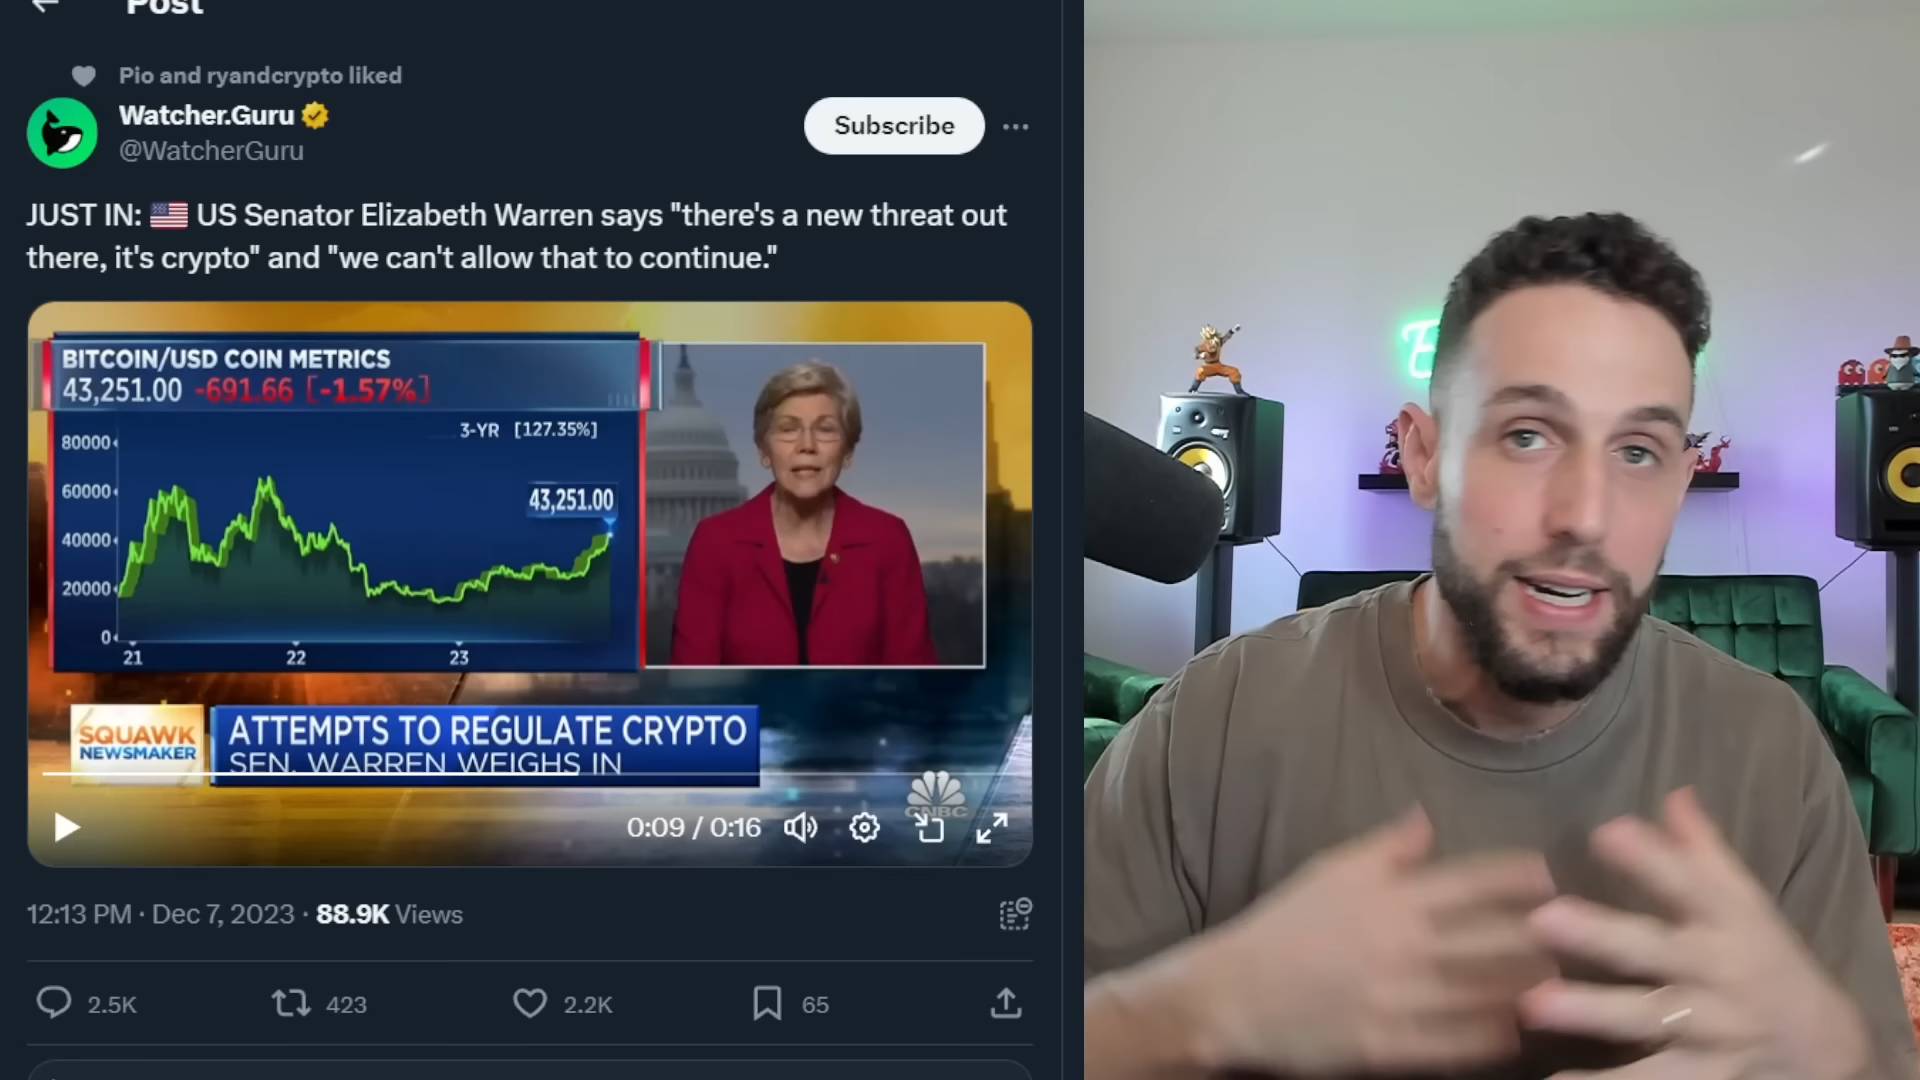 Post
Pio and ryandcrypto liked
Watcher.Guru
@WatcherGuru
Subscribe
JUST IN: 🇺🇸 US Senator Elizabeth Warren says "there's a new threat out
there, it's crypto" and "we can't allow that to continue."
BITCOIN/USD COIN METRICS
43,251.00 -691.66 [-1.57%]
3-YR [127.35%]
80000
60000
43,251.00
40000
20000
0
21 22 23
SQUAWK
NEWSMAKER
ATTEMPTS TO REGULATE CRYPTO
SEN. WARREN WEIGHS IN
CNBC
0:09 / 0:16
12:13 PM · Dec 7, 2023 · 88.9K Views
2.5K 423 2.2K 65